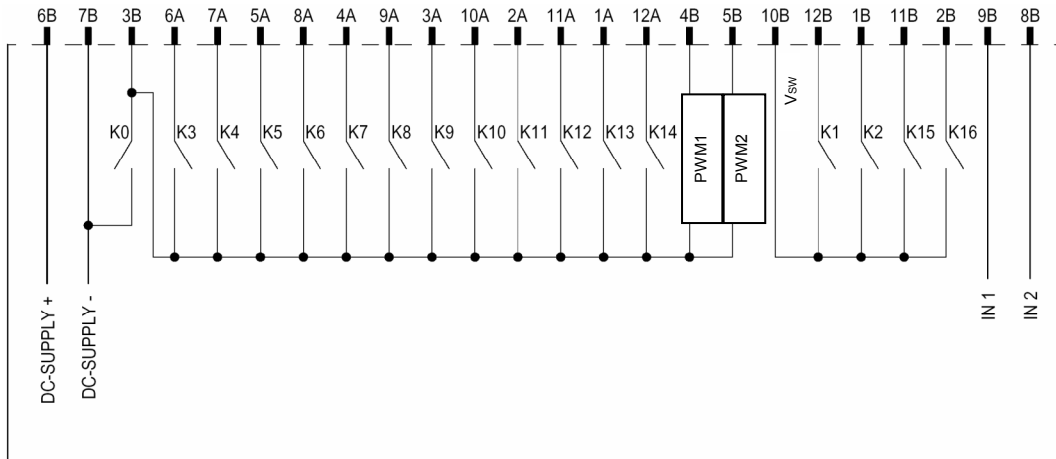 6B 7B 3B 6A 7A 5A 8A 4A 9A 3A 10A 2A 11A 1A 12A 4B 5B 10B 12B 1B 11B 2B 9B 8B
VSW
K0 K3 K4 K5 K6 K7 K8 K9 K10 K11 K12 K13 K14 K1 K2 K15 K16
PWM1
PWM2
DC-SUPPLY +
DC-SUPPLY -
IN 1
IN 2